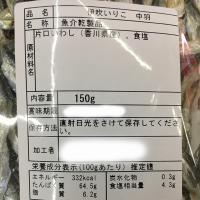 品名 伊吹いりこ 中羽
名称 魚介乾製品
原材料名 片口いわし(香川県産)、食塩
内容量 150g
賞味期限
保存方法 直射日光をさけて保存してください。
加工者
栄養成分表示(100gあたり)推定値
エネルギー 332kcal 炭水化物 0.3g
たんぱく質 64.5g 食塩相当量 4.3g
脂質 6.2g